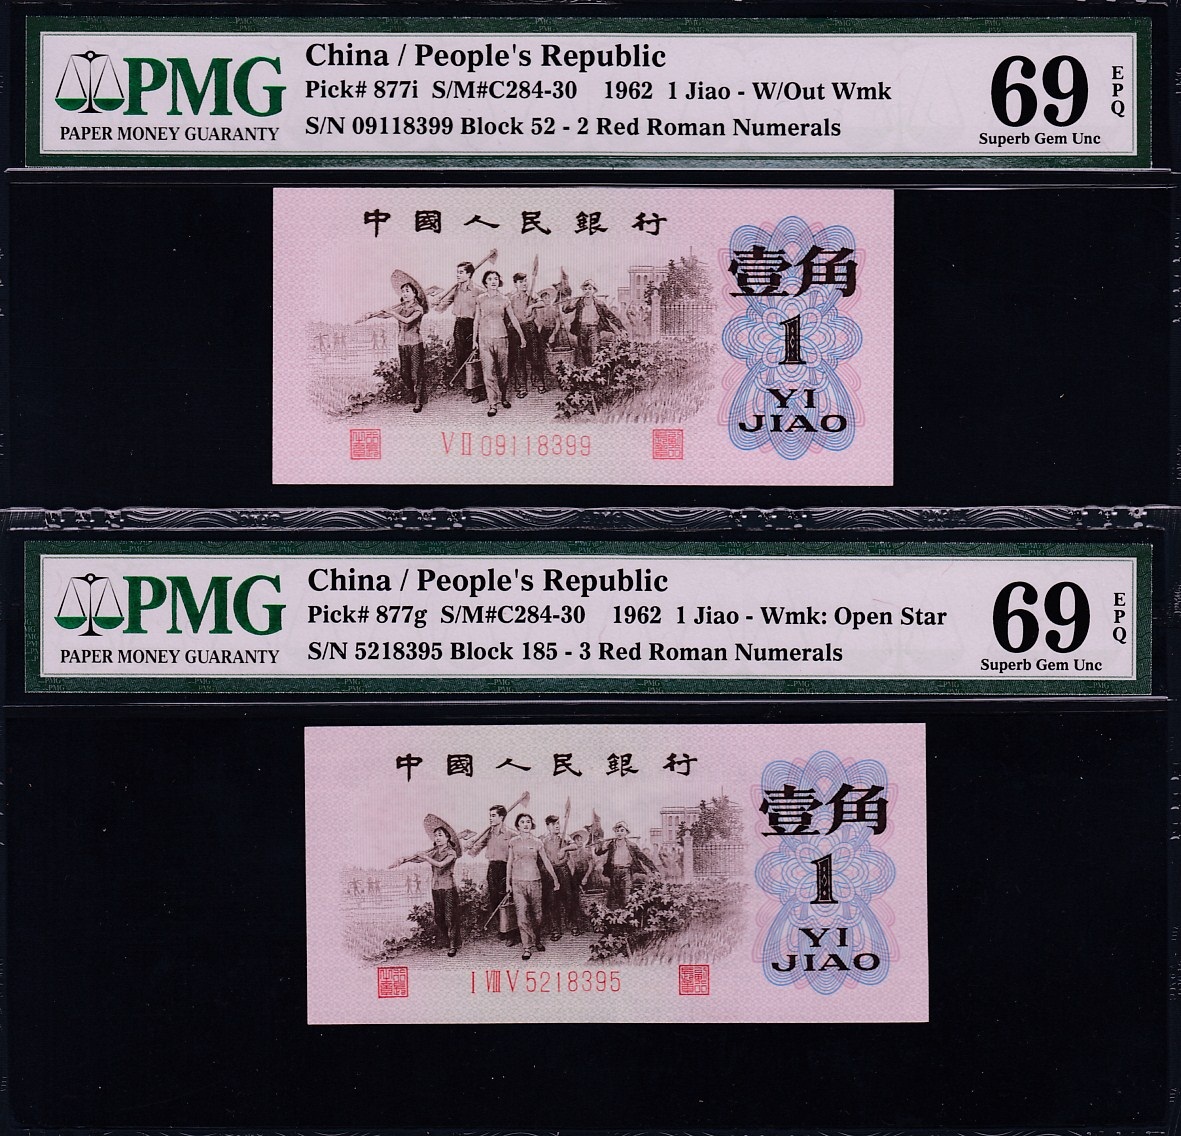 PMG
PAPER MONEY GUARANTY
China / People's Republic
Pick# 877i S/M#C284-30 1962 1 Jiao - W/Out Wmk
S/N 09118399 Block 52 - 2 Red Roman Numerals
69
EPQ
Superb Gem Unc
中國人民銀行
壹角
1
YI
JIAO
VⅡ09118399
PMG
PAPER MONEY GUARANTY
China / People's Republic
Pick# 877g S/M#C284-30 1962 1 Jiao - Wmk: Open Star
S/N 5218395 Block 185 - 3 Red Roman Numerals
69
EPQ
Superb Gem Unc
中國人民銀行
壹角
1
YI
JIAO
Ⅰ Ⅷ Ⅴ 5218395